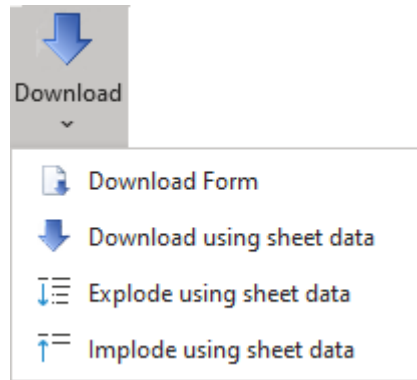 Download
Download Form
Download using sheet data
Explode using sheet data
Implode using sheet data